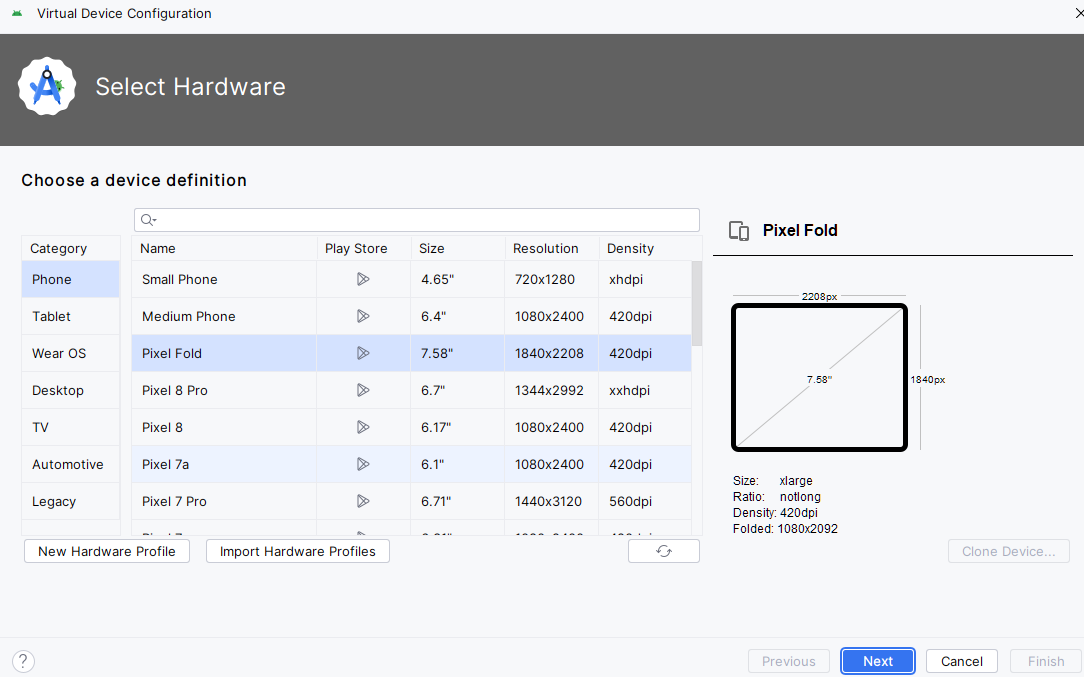 Virtual Device Configuration
Select Hardware
Choose a device definition
Category
Phone
Tablet
Wear OS
Desktop
TV
Automotive
Legacy
Name Play Store Size Resolution Density
Small Phone 4.65" 720x1280 xhdpi
Medium Phone 6.4" 1080x2400 420dpi
Pixel Fold 7.58" 1840x2208 420dpi
Pixel 8 Pro 6.7" 1344x2992 xxhdpi
Pixel 8 6.17" 1080x2400 420dpi
Pixel 7a 6.1" 1080x2400 420dpi
Pixel 7 Pro 6.71" 1440x3120 560dpi
New Hardware Profile Import Hardware Profiles
Pixel Fold
2208px
7.58"
1840px
Size: xlarge
Ratio: notlong
Density: 420dpi
Folded: 1080x2092
Clone Device...
? Previous Next Cancel Finish